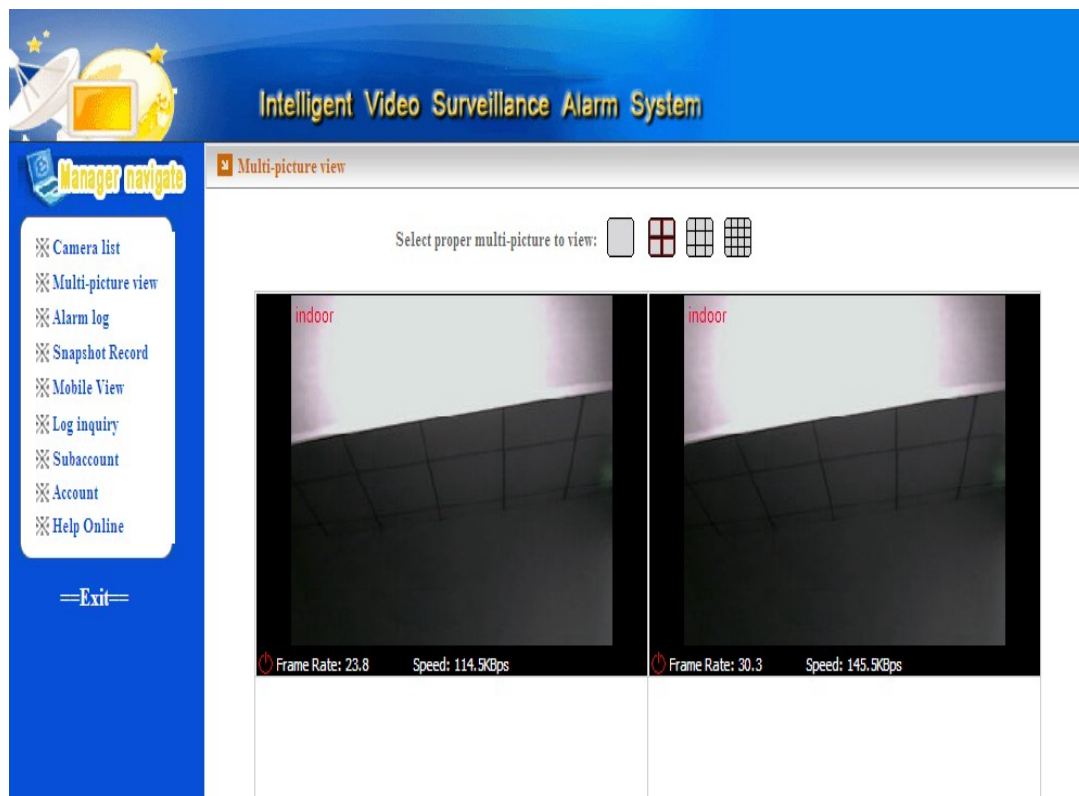 Intelligent Video Surveillance Alarm System
Manager navigate
Multi-picture view
Select proper multi-picture to view:
Camera list
Multi-picture view
Alarm log
Snapshot Record
Mobile View
Log inquiry
Subaccount
Account
Help Online
==Exit==
indoor
indoor
Frame Rate: 23.8 Speed: 114.5KBps
Frame Rate: 30.3 Speed: 145.5KBps